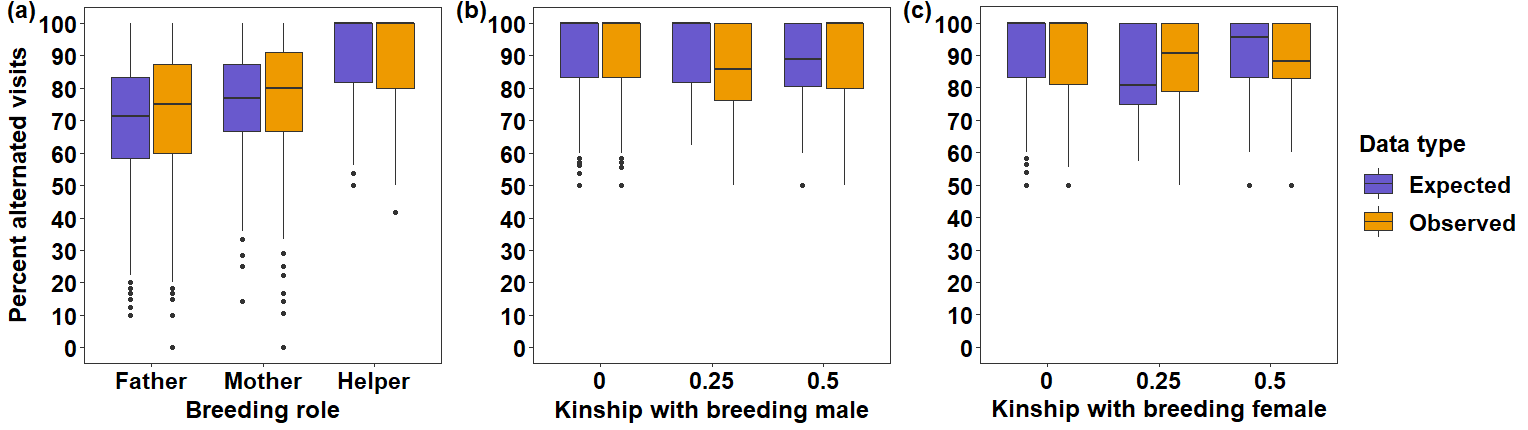 (a)
Percent alternated visits
100
90
80
70
60
50
40
30
20
10
0
Father Mother Helper
Breeding role
(b)
100
90
80
70
60
50
40
30
20
10
0
0 0.25 0.5
Kinship with breeding male
(c)
100
90
80
70
60
50
40
30
20
10
0
0 0.25 0.5
Kinship with breeding female
Data type
Expected
Observed